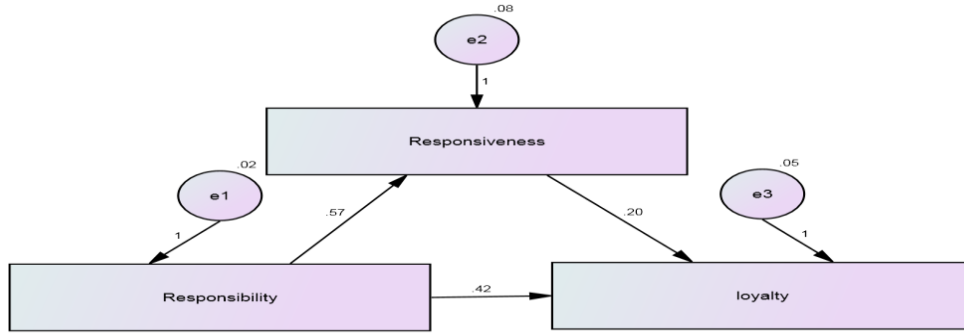 .08
e2
1
Responsiveness
.02
e1
.05
e3
1
.57
.20
1
Responsibility
.42
loyalty